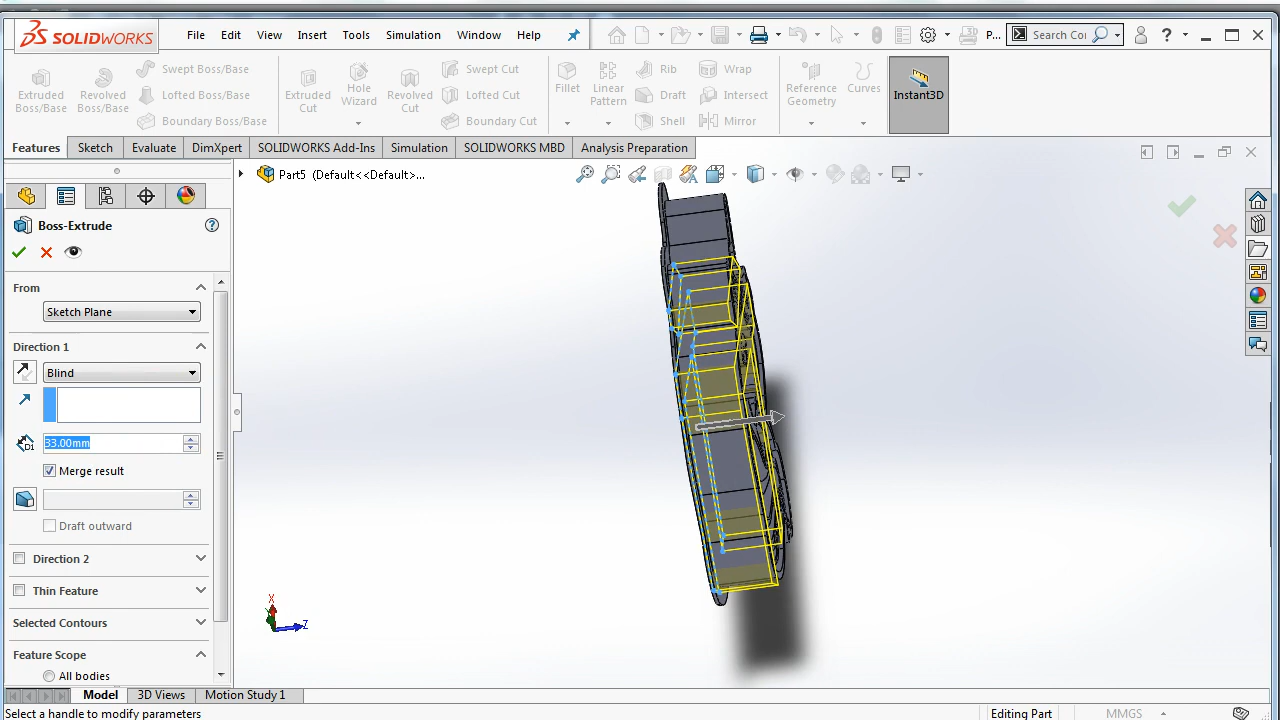 SOLIDWORKS File Edit View Insert Tools Simulation Window Help P... Search Co ?
Extruded Boss/Base
Revolved Boss/Base
Swept Boss/Base
Lofted Boss/Base
Boundary Boss/Base
Extruded Cut
Hole Wizard
Revolved Cut
Swept Cut
Lofted Cut
Boundary Cut
Fillet
Linear Pattern
Rib
Draft
Shell
Wrap
Intersect
Mirror
Reference Geometry
Curves
Instant3D
Features Sketch Evaluate DimXpert SOLIDWORKS Add-Ins Simulation SOLIDWORKS MBD Analysis Preparation
Part5 (Default<<Default>...
Boss-Extrude
From
Sketch Plane
Direction 1
Blind
D1 33.00mm
Merge result
Draft outward
Direction 2
Thin Feature
Selected Contours
Feature Scope
All bodies
X
Z
Model 3D Views Motion Study 1
Select a handle to modify parameters Editing Part MMGS